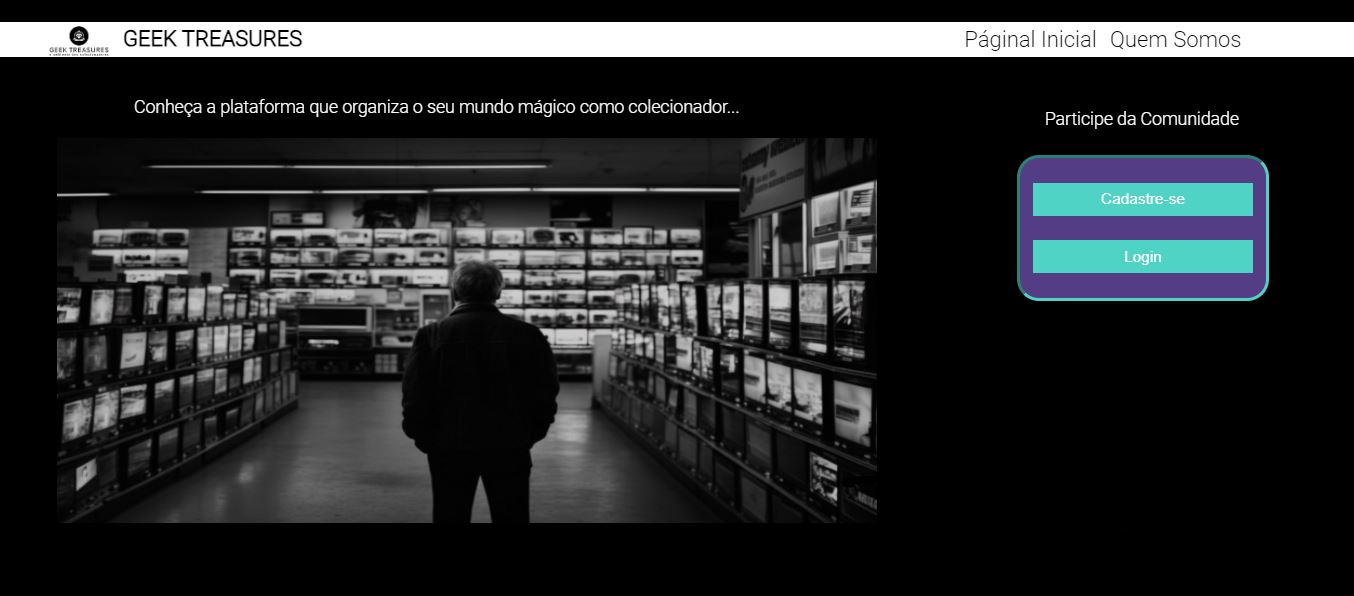 GEEK TREASURES
GEEK TREASURES
Páginal Inicial Quem Somos
Conheça a plataforma que organiza o seu mundo mágico como colecionador...
Participe da Comunidade
Cadastre-se
Login